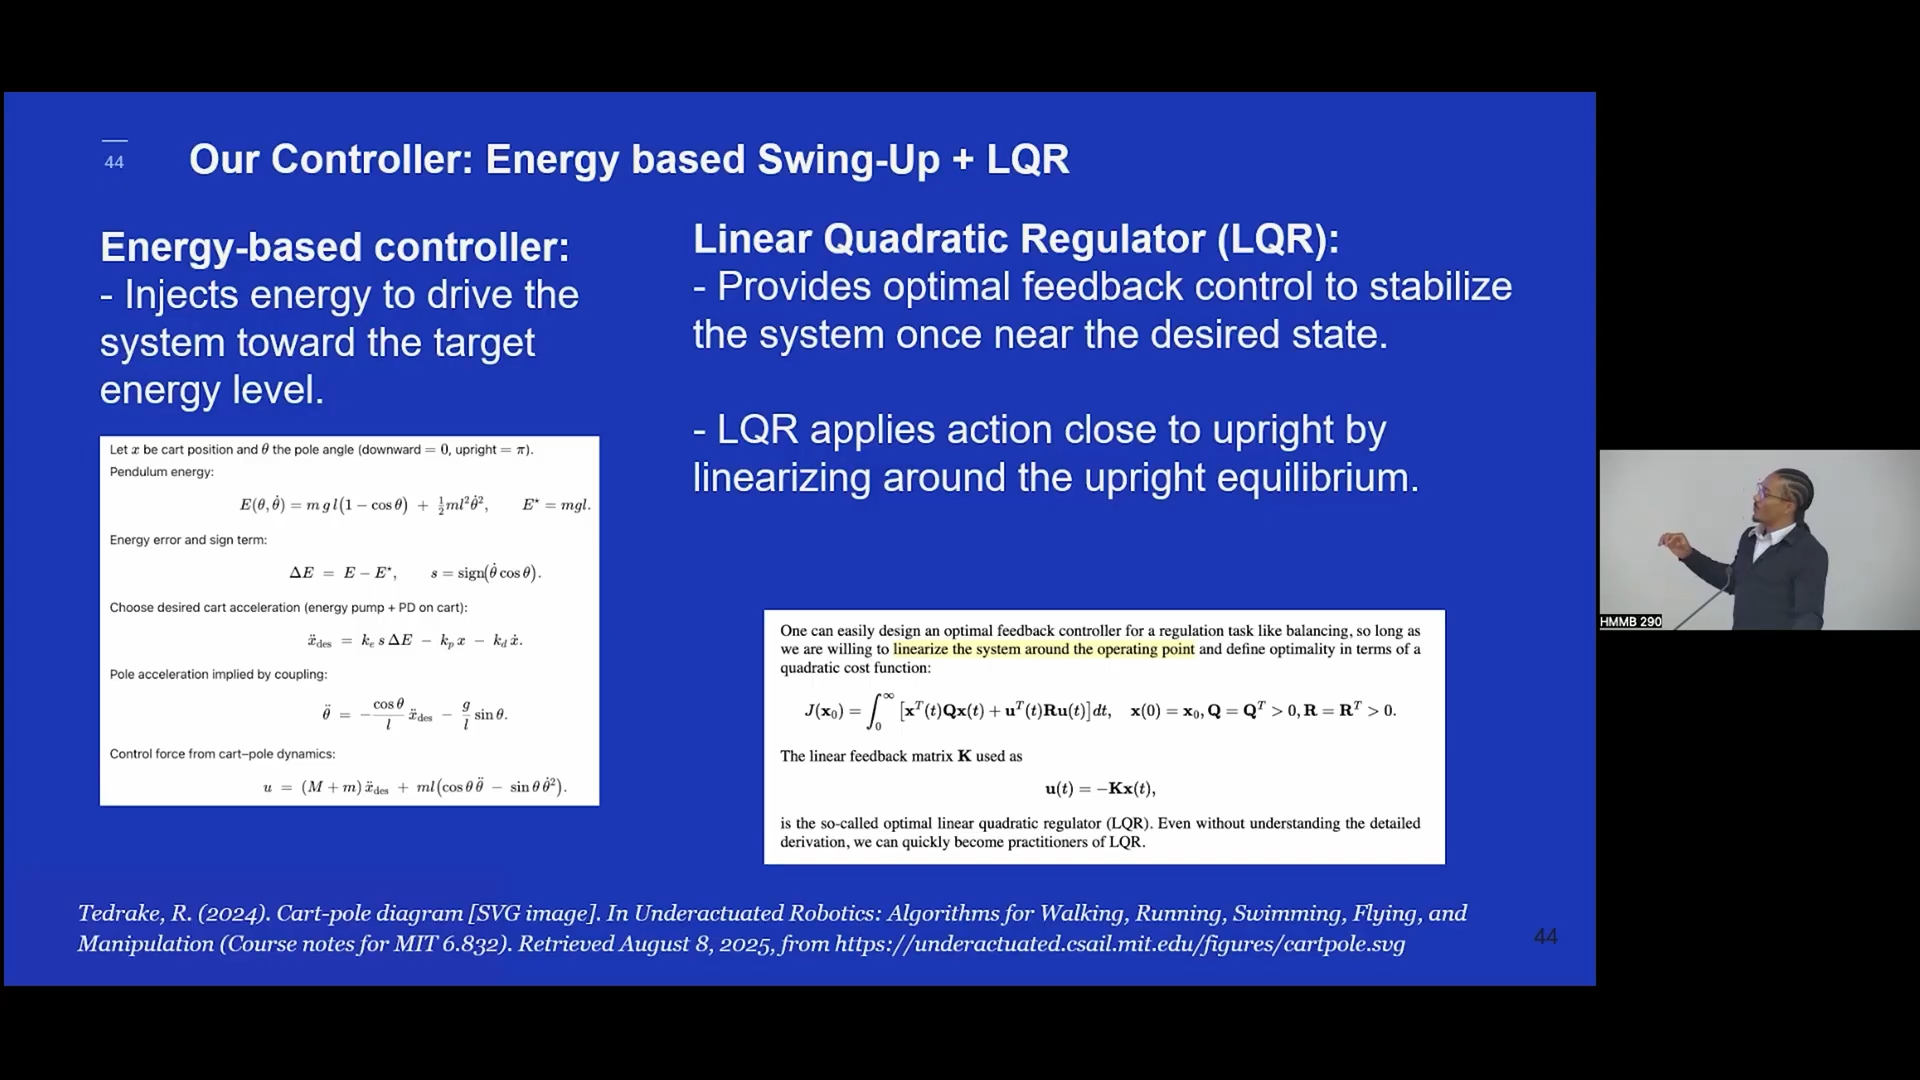 44
Our Controller: Energy based Swing-Up + LQR
Energy-based controller:
- Injects energy to drive the
system toward the target
energy level.
Let x be cart position and θ the pole angle (downward = 0, upright = π).
Pendulum energy:
E(θ, θ̇) = m g l(1 − cos θ) + ½ml²θ̇², E⋆ = mgl.
Energy error and sign term:
ΔE = E − E⋆, s = sign(θ̇ cos θ).
Choose desired cart acceleration (energy pump + PD on cart):
ẍ_des = k_e s ΔE − k_p x − k_d ẋ.
Pole acceleration implied by coupling:
θ̈ = − (cos θ / l) ẍ_des − (g / l) sin θ.
Control force from cart–pole dynamics:
u = (M + m) ẍ_des + ml(cos θ θ̈ − sin θ θ̇²).
Linear Quadratic Regulator (LQR):
- Provides optimal feedback control to stabilize
the system once near the desired state.
- LQR applies action close to upright by
linearizing around the upright equilibrium.
One can easily design an optimal feedback controller for a regulation task like balancing, so long as
we are willing to linearize the system around the operating point and define optimality in terms of a
quadratic cost function:
J(x₀) = ∫₀^∞ [xᵀ(t)Qx(t) + uᵀ(t)Ru(t)] dt, x(0) = x₀, Q = Qᵀ > 0, R = Rᵀ > 0.
The linear feedback matrix K used as
u(t) = −Kx(t),
is the so-called optimal linear quadratic regulator (LQR). Even without understanding the detailed
derivation, we can quickly become practitioners of LQR.
Tedrake, R. (2024). Cart-pole diagram [SVG image]. In Underactuated Robotics: Algorithms for Walking, Running, Swimming, Flying, and
Manipulation (Course notes for MIT 6.832). Retrieved August 8, 2025, from https://underactuated.csail.mit.edu/figures/cartpole.svg
44
HMMB 290